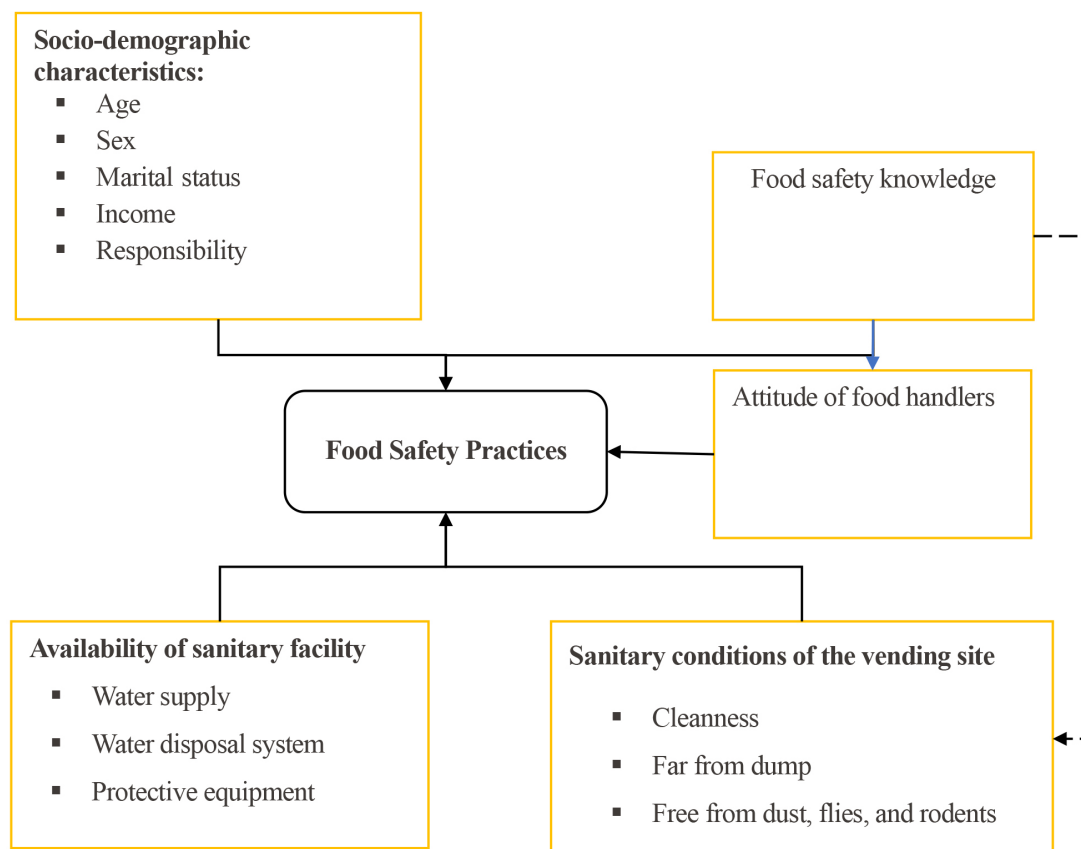 Socio-demographic
characteristics:
▪ Age
▪ Sex
▪ Marital status
▪ Income
▪ Responsibility
Food safety knowledge
Attitude of food handlers
Food Safety Practices
Availability of sanitary facility
▪ Water supply
▪ Water disposal system
▪ Protective equipment
Sanitary conditions of the vending site
▪ Cleanness
▪ Far from dump
▪ Free from dust, flies, and rodents